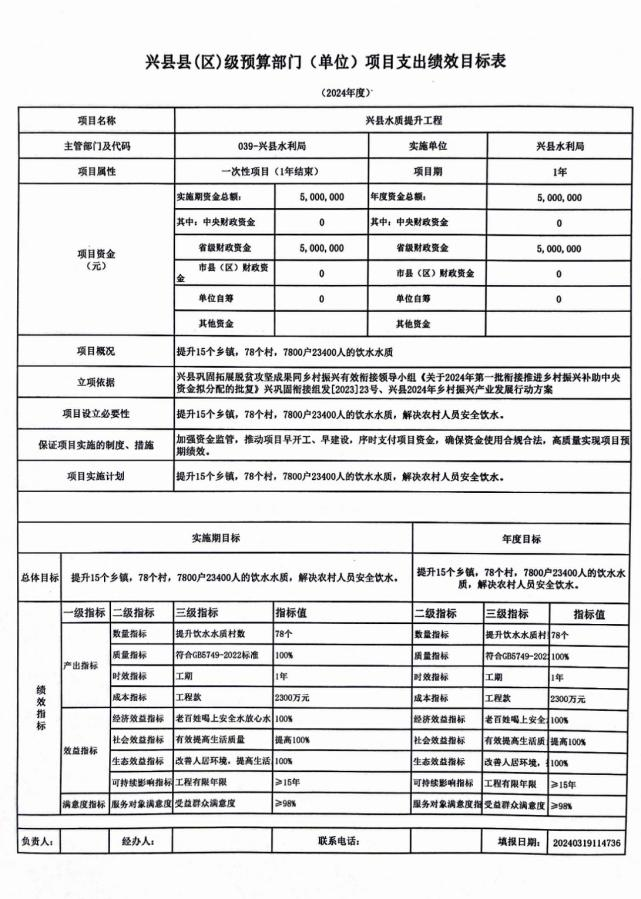 兴县县(区)级预算部门（单位）项目支出绩效目标表
（2024年度）
项目名称 兴县水质提升工程
主管部门及代码 039-兴县水利局 实施单位 兴县水利局
项目属性 一次性项目（1年结束） 项目期 1年
项目资金（元） 实施期资金总额： 5,000,000 年度资金总额： 5,000,000
其中：中央财政资金 0 其中：中央财政资金 0
省级财政资金 5,000,000 省级财政资金 5,000,000
市县（区）财政资金 0 市县（区）财政资金 0
单位自筹 0 单位自筹 0
其他资金 其他资金
项目概况 提升15个乡镇，78个村，7800户23400人的饮水水质
立项依据 兴县巩固拓展脱贫攻坚成果同乡村振兴有效衔接领导小组《关于2024年第一批衔接推进乡村振兴补助中央
资金拟分配的批复》兴巩固衔接组发[2023]23号、兴县2024年乡村振兴产业发展行动方案
项目设立必要性 提升15个乡镇，78个村，7800户23400人的饮水水质，解决农村人员安全饮水。
保证项目实施的制度、措施 加强资金监管，推动项目早开工、早建设，序时支付项目资金，确保资金使用合规合法，高质量实现项目预
期绩效。
项目实施计划 提升15个乡镇，78个村，7800户23400人的饮水水质，解决农村人员安全饮水。
实施期目标 年度目标
总体目标 提升15个乡镇，78个村，7800户23400人的饮水水质，解决农村人员安全饮水。 提升15个乡镇，78个村，7800户23400人的饮水水
质，解决农村人员安全饮水。
绩效指标 一级指标 二级指标 三级指标 指标值 二级指标 三级指标 指标值
产出指标 数量指标 提升饮水水质村数 78个 数量指标 提升饮水水质村 78个
质量指标 符合GB5749-2022标准 100% 质量指标 符合GB5749-202 100%
时效指标 工期 1年 时效指标 工期 1年
成本指标 工程款 2300万元 成本指标 工程款 2300万元
效益指标 经济效益指标 老百姓喝上安全水放心水 100% 经济效益指标 老百姓喝上安全 100%
社会效益指标 有效提高生活质量 提高100% 社会效益指标 有效提高生活质 提高100%
生态效益指标 改善人居环境，提高生活 100% 生态效益指标 改善人居环境， 100%
可持续影响指标 工程有限年限 ≥15年 可持续影响指标 工程有限年限 ≥15年
满意度指标 服务对象满意度 受益群众满意度 ≥98% 服务对象满意度指 受益群众满意度 ≥98%
负责人： 经办人： 联系电话： 填报日期： 20240319114736